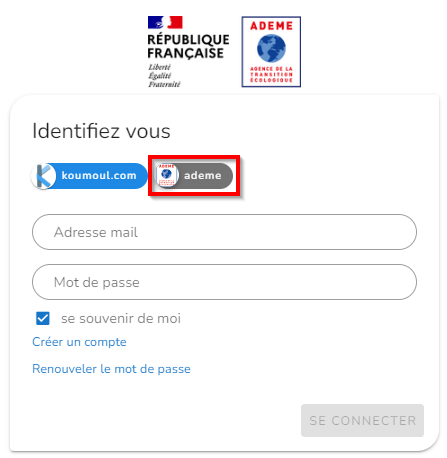 RÉPUBLIQUE
FRANÇAISE
Liberté
Égalité
Fraternité
ADEME
AGENCE DE LA
TRANSITION
ÉCOLOGIQUE
Identifiez vous
koumoul.com
ADEME
ademe
Adresse mail
Mot de passe
se souvenir de moi
Créer un compte
Renouveler le mot de passe
SE CONNECTER